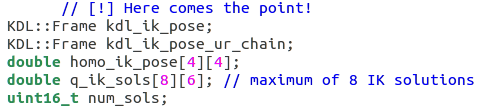 // [!] Here comes the point!
KDL::Frame kdl_ik_pose;
KDL::Frame kdl_ik_pose_ur_chain;
double homo_ik_pose[4][4];
double q_ik_sols[8][6]; // maximum of 8 IK solutions
uint16_t num_sols;